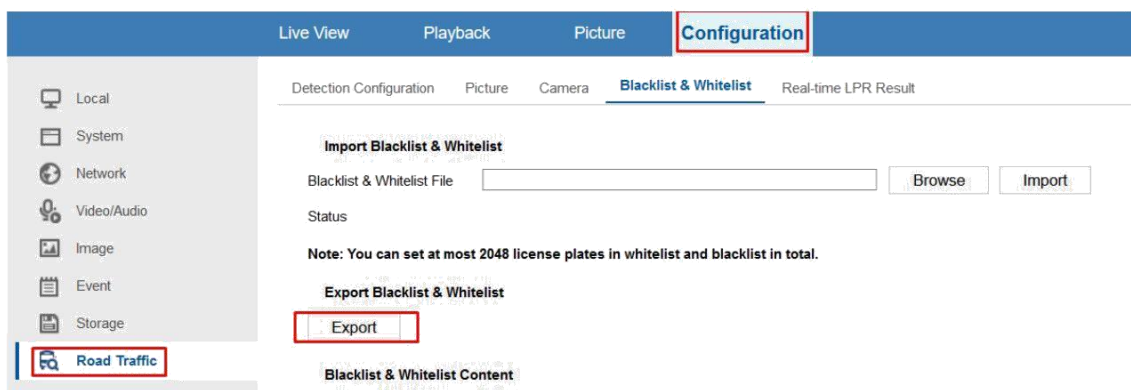 Live View Playback Picture Configuration
Detection Configuration Picture Camera Blacklist & Whitelist Real-time LPR Result
Local
System
Network
Video/Audio
Image
Event
Storage
Road Traffic
Import Blacklist & Whitelist
Blacklist & Whitelist File Browse Import
Status
Note: You can set at most 2048 license plates in whitelist and blacklist in total.
Export Blacklist & Whitelist
Export
Blacklist & Whitelist Content